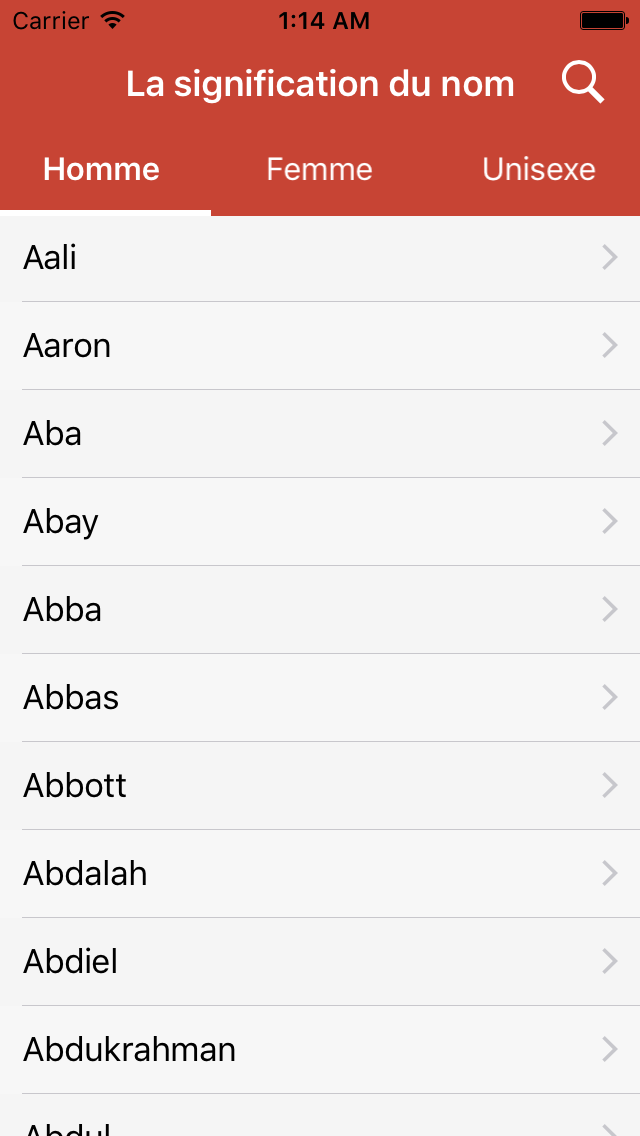 Carrier 1:14 AM
La signification du nom
Homme Femme Unisexe
Aali
Aaron
Aba
Abay
Abba
Abbas
Abbott
Abdalah
Abdiel
Abdukrahman
Abdul